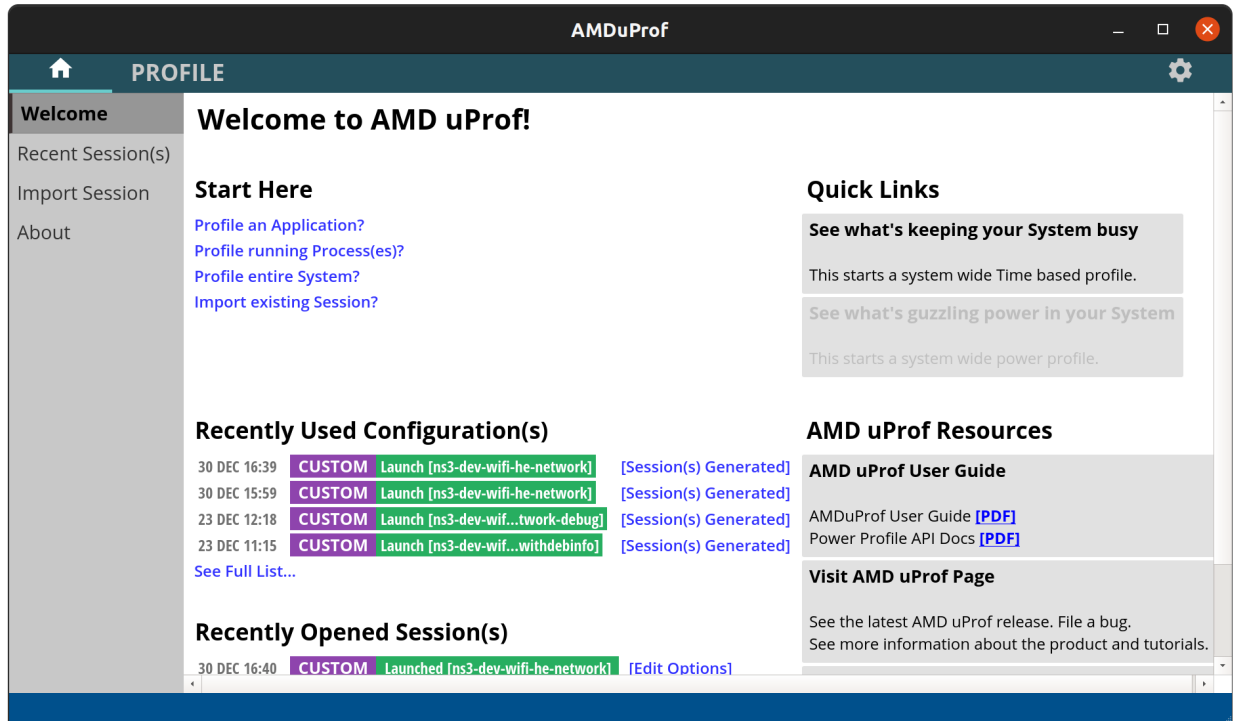 AMDuProf
PROFILE
Welcome
Recent Session(s)
Import Session
About
Welcome to AMD uProf!
Start Here
Profile an Application?
Profile running Process(es)?
Profile entire System?
Import existing Session?
Quick Links
See what's keeping your System busy
This starts a system wide Time based profile.
See what's guzzling power in your System
This starts a system wide power profile.
Recently Used Configuration(s)
30 DEC 16:39 CUSTOM Launch [ns3-dev-wifi-he-network] [Session(s) Generated]
30 DEC 15:59 CUSTOM Launch [ns3-dev-wifi-he-network] [Session(s) Generated]
23 DEC 12:18 CUSTOM Launch [ns3-dev-wif...twork-debug] [Session(s) Generated]
23 DEC 11:15 CUSTOM Launch [ns3-dev-wif...withdebinfo] [Session(s) Generated]
See Full List...
Recently Opened Session(s)
30 DEC 16:40 CUSTOM Launched [ns3-dev-wifi-he-network] [Edit Options]
AMD uProf Resources
AMD uProf User Guide
AMDuProf User Guide [PDF]
Power Profile API Docs [PDF]
Visit AMD uProf Page
See the latest AMD uProf release. File a bug.
See more information about the product and tutorials.